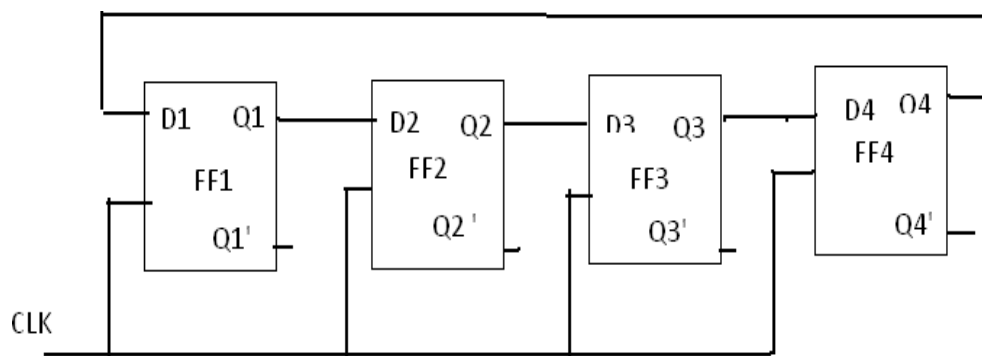 D1 Q1
FF1
Q1'
D2 Q2
FF2
Q2'
D3 Q3
FF3
Q3'
D4 Q4
FF4
Q4'
CLK